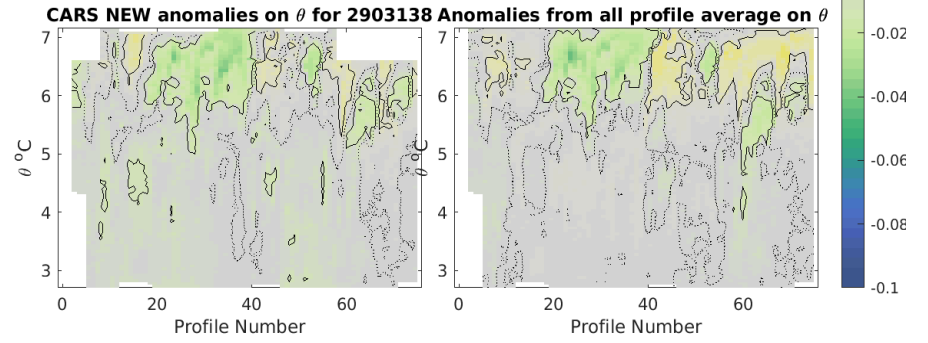 CARS NEW anomalies on θ for 2903138 Anomalies from all profile average on θ
7
6
5
4
3
θ °C
0 20 40 60
Profile Number
7
6
5
4
3
θ °C
0 20 40 60
Profile Number
-0.02
-0.04
-0.06
-0.08
-0.1